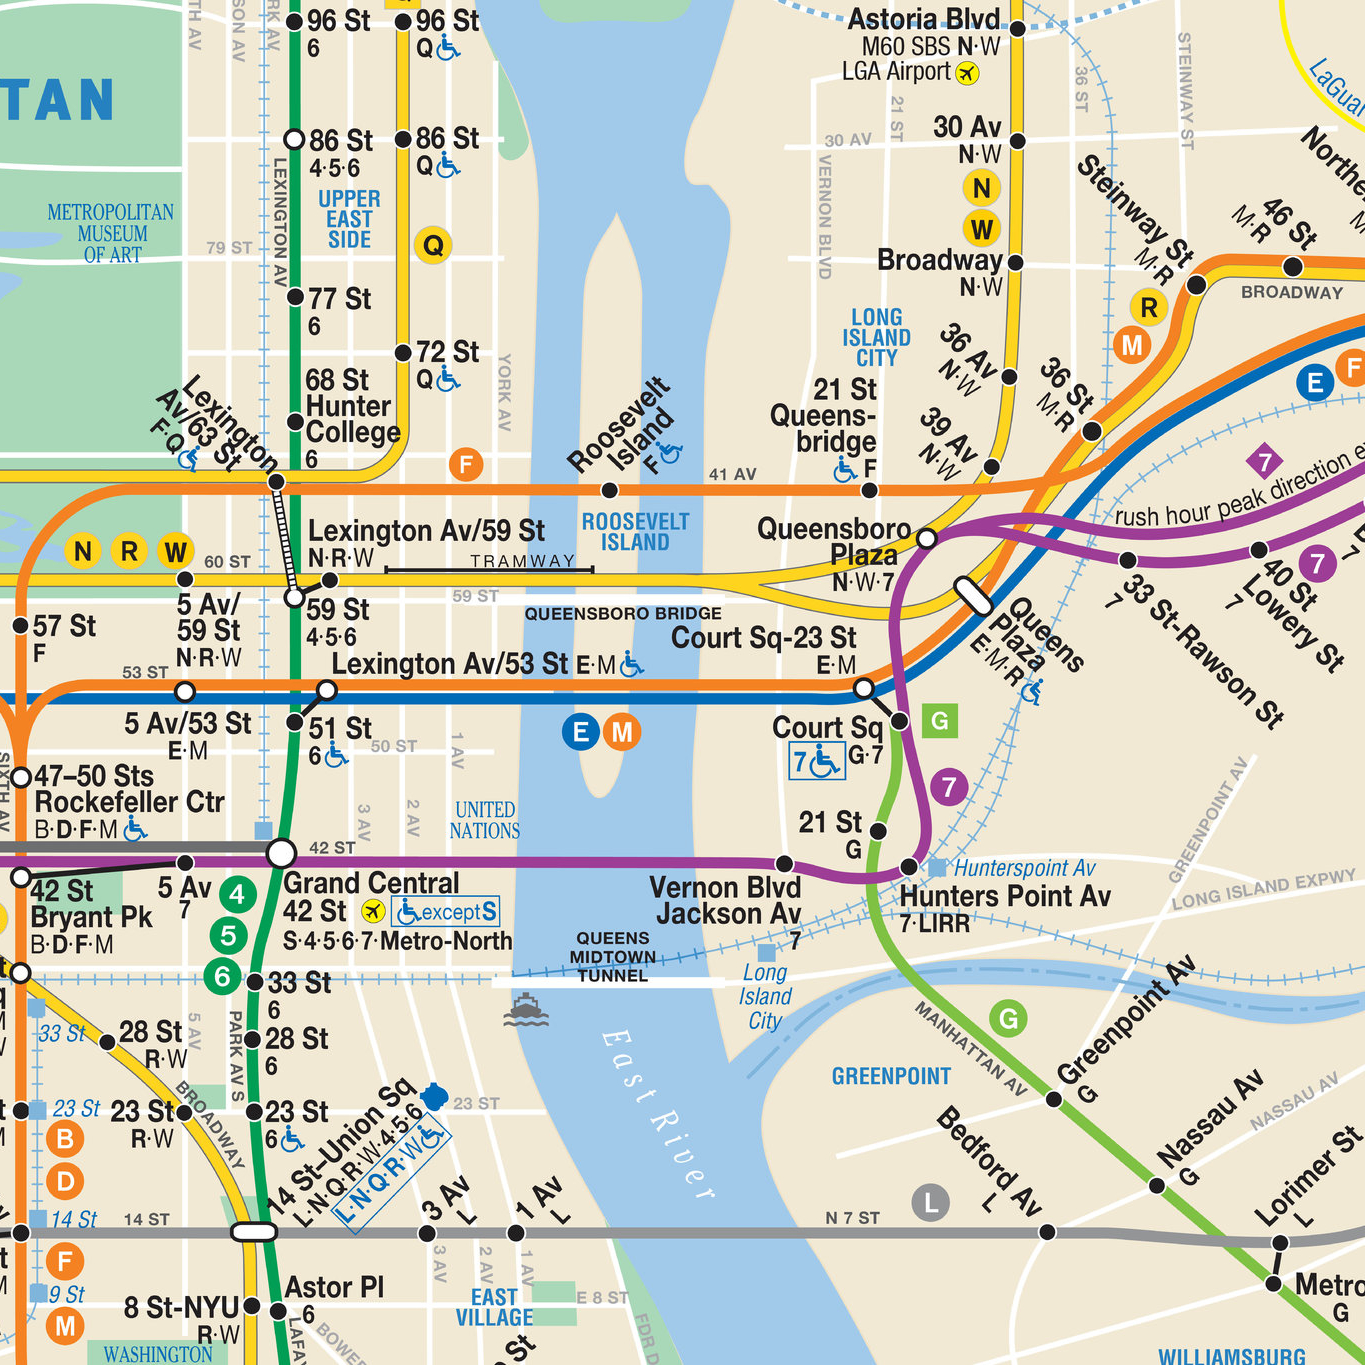 96 St
6
96 St
Q
Astoria Blvd
M60 SBS N·W
LGA Airport
36 ST
STEINWAY ST
21 ST
TAN
86 St
4·5·6
86 St
Q
30 Av
N·W
30 AV
VERNON BLVD
LEXINGTON AV
METROPOLITAN
MUSEUM
OF ART
UPPER
EAST
SIDE
79 ST
Q
N
W
Broadway
N·W
Steinway St
M·R
46 St
M·R
BROADWAY
R
M
77 St
6
72 St
Q
YORK AV
LONG
ISLAND
CITY
36 Av
N·W
36 St
M·R
E
F
68 St
Hunter
College
6
Lexington
Av/63 St
F·Q
F
Roosevelt
Island
F
41 AV
21 St
Queens-
bridge
F
39 Av
N·W
7
rush hour peak direction
ROOSEVELT
ISLAND
Lexington Av/59 St
N·R·W
TRAMWAY
N R W
60 ST
59 ST
QUEENSBORO BRIDGE
Queensboro
Plaza
N·W·7
5 Av/
59 St
N·R·W
59 St
4·5·6
57 St
F
33 St-Rawson St
7
40 St
Lowery St
7
7
Queens
Plaza
E·M·R
Court Sq-23 St
E·M
Lexington Av/53 St E·M
53 ST
5 Av/53 St
E·M
51 St
6
50 ST
E M
Court Sq
G·7
7
G
7
47–50 Sts
Rockefeller Ctr
B·D·F·M
SIXTH AV
1 AV
2 AV
3 AV
UNITED
NATIONS
21 St
G
GREENPOINT AV
42 ST
Grand Central
42 St
except S
S·4·5·6·7·Metro-North
5 Av
7
42 St
Bryant Pk
B·D·F·M
4
5
6
Vernon Blvd
Jackson Av
7
Hunterspoint Av
Hunters Point Av
7·LIRR
LONG ISLAND EXPWY
QUEENS
MIDTOWN
TUNNEL
Long
Island
City
33 St
6
28 St
6
33 St
28 St
R·W
5 AV
PARK AV S
BROADWAY
23 St
23 St
R·W
23 St
6
23 ST
East River
G
MANHATTAN AV
Greenpoint Av
G
GREENPOINT
Nassau Av
G
NASSAU AV
Bedford Av
L
Lorimer St
L
L
N 7 ST
B
D
14 St
14 ST
14 St–Union Sq
L·N·Q·R·W·4·5·6
L·N·Q·R·W
3 Av
L
1 Av
L
F
9 St
M
3 AV
2 AV
1 AV
Astor Pl
6
8 St-NYU
R·W
EAST
VILLAGE
E 8 ST
WASHINGTON
Metro
G
WILLIAMSBURG